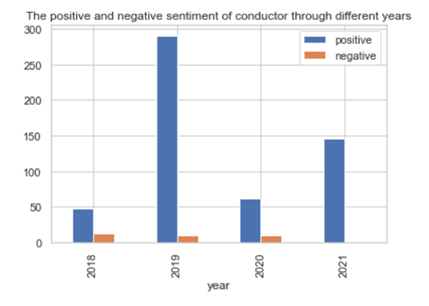 The positive and negative sentiment of conductor through different years
300
250
200
150
100
50
0
positive
negative
2018
2019
2020
2021
year